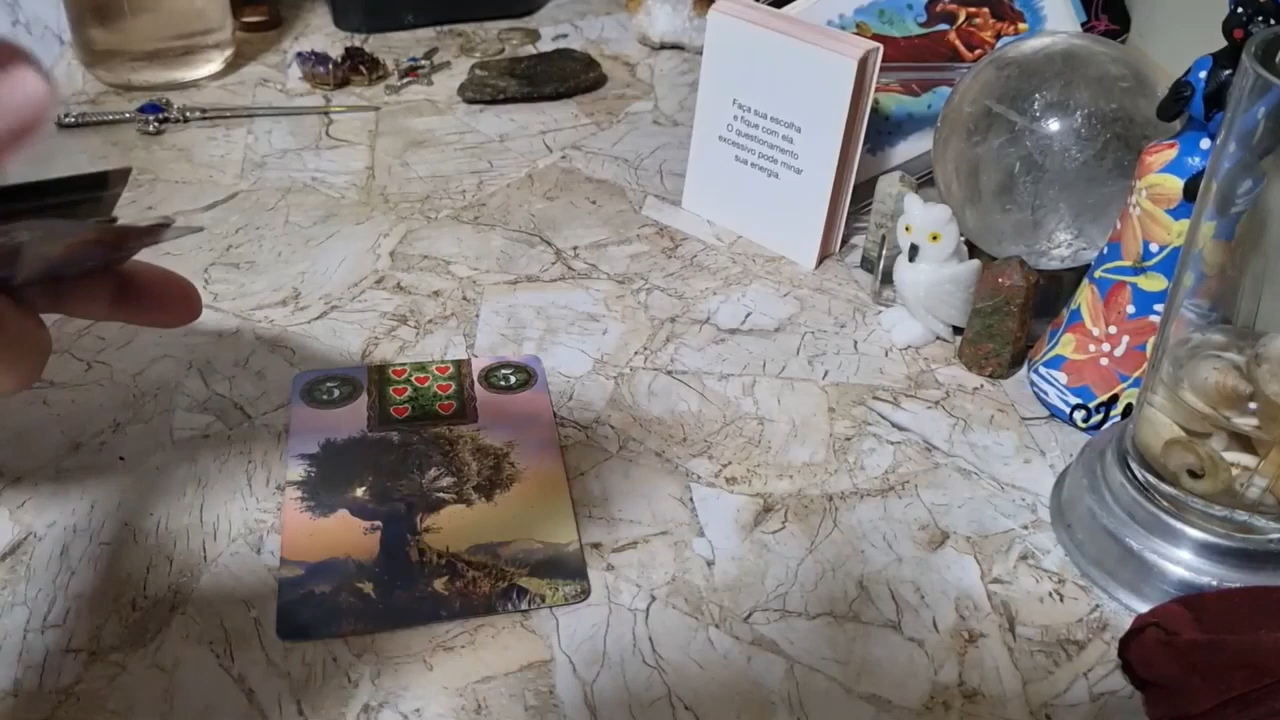 Faça sua escolha
e fique com ela.
O questionamento
excessivo pode minar
sua energia.
5 5